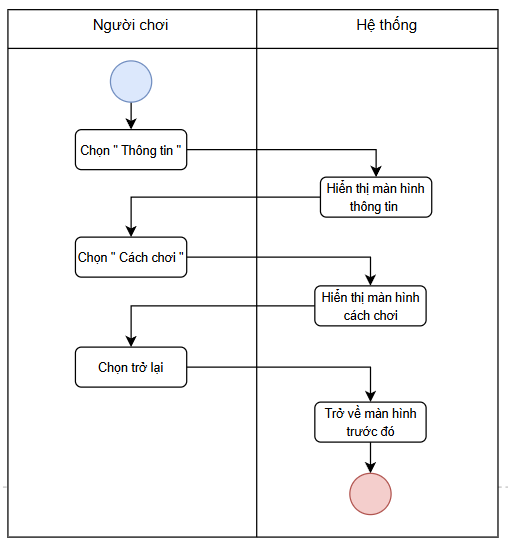 Người chơi
Hệ thống
Chọn " Thông tin "
Hiển thị màn hình
thông tin
Chọn " Cách chơi "
Hiển thị màn hình
cách chơi
Chọn trở lại
Trở về màn hình
trước đó